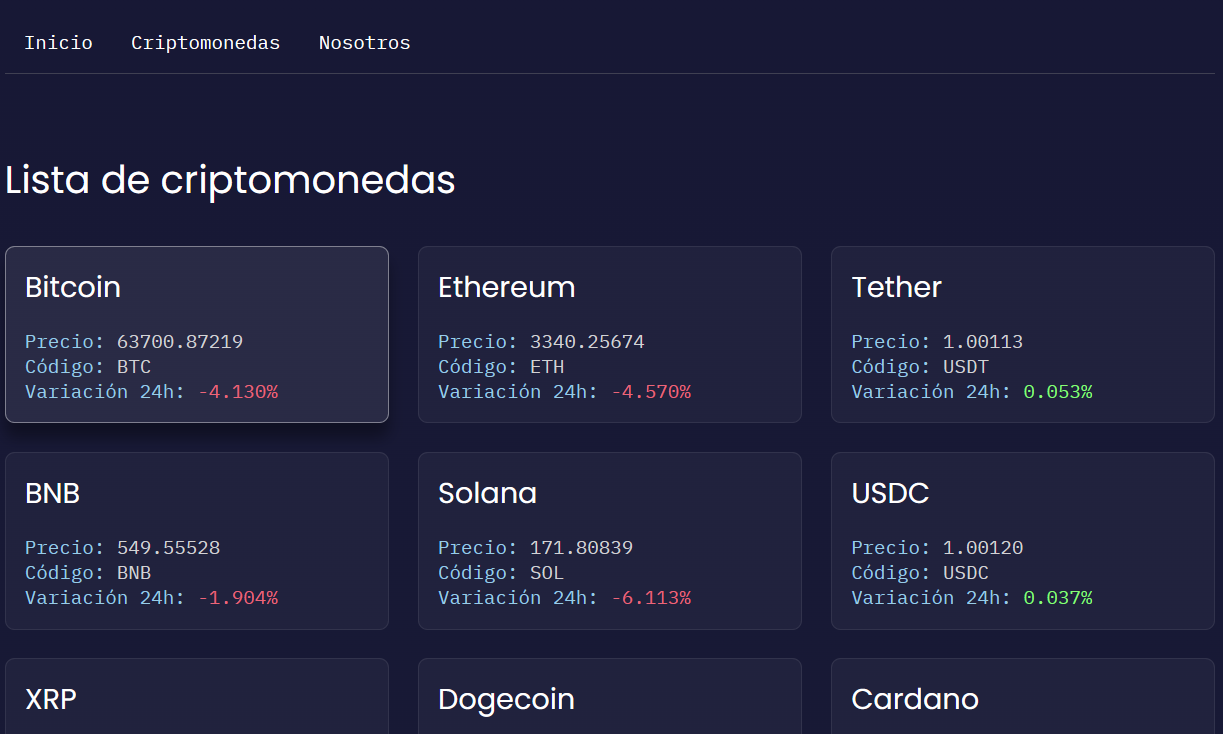 Inicio Criptomonedas Nosotros
Lista de criptomonedas
Bitcoin
Precio: 63700.87219
Código: BTC
Variación 24h: -4.130%
Ethereum
Precio: 3340.25674
Código: ETH
Variación 24h: -4.570%
Tether
Precio: 1.00113
Código: USDT
Variación 24h: 0.053%
BNB
Precio: 549.55528
Código: BNB
Variación 24h: -1.904%
Solana
Precio: 171.80839
Código: SOL
Variación 24h: -6.113%
USDC
Precio: 1.00120
Código: USDC
Variación 24h: 0.037%
XRP
Dogecoin
Cardano